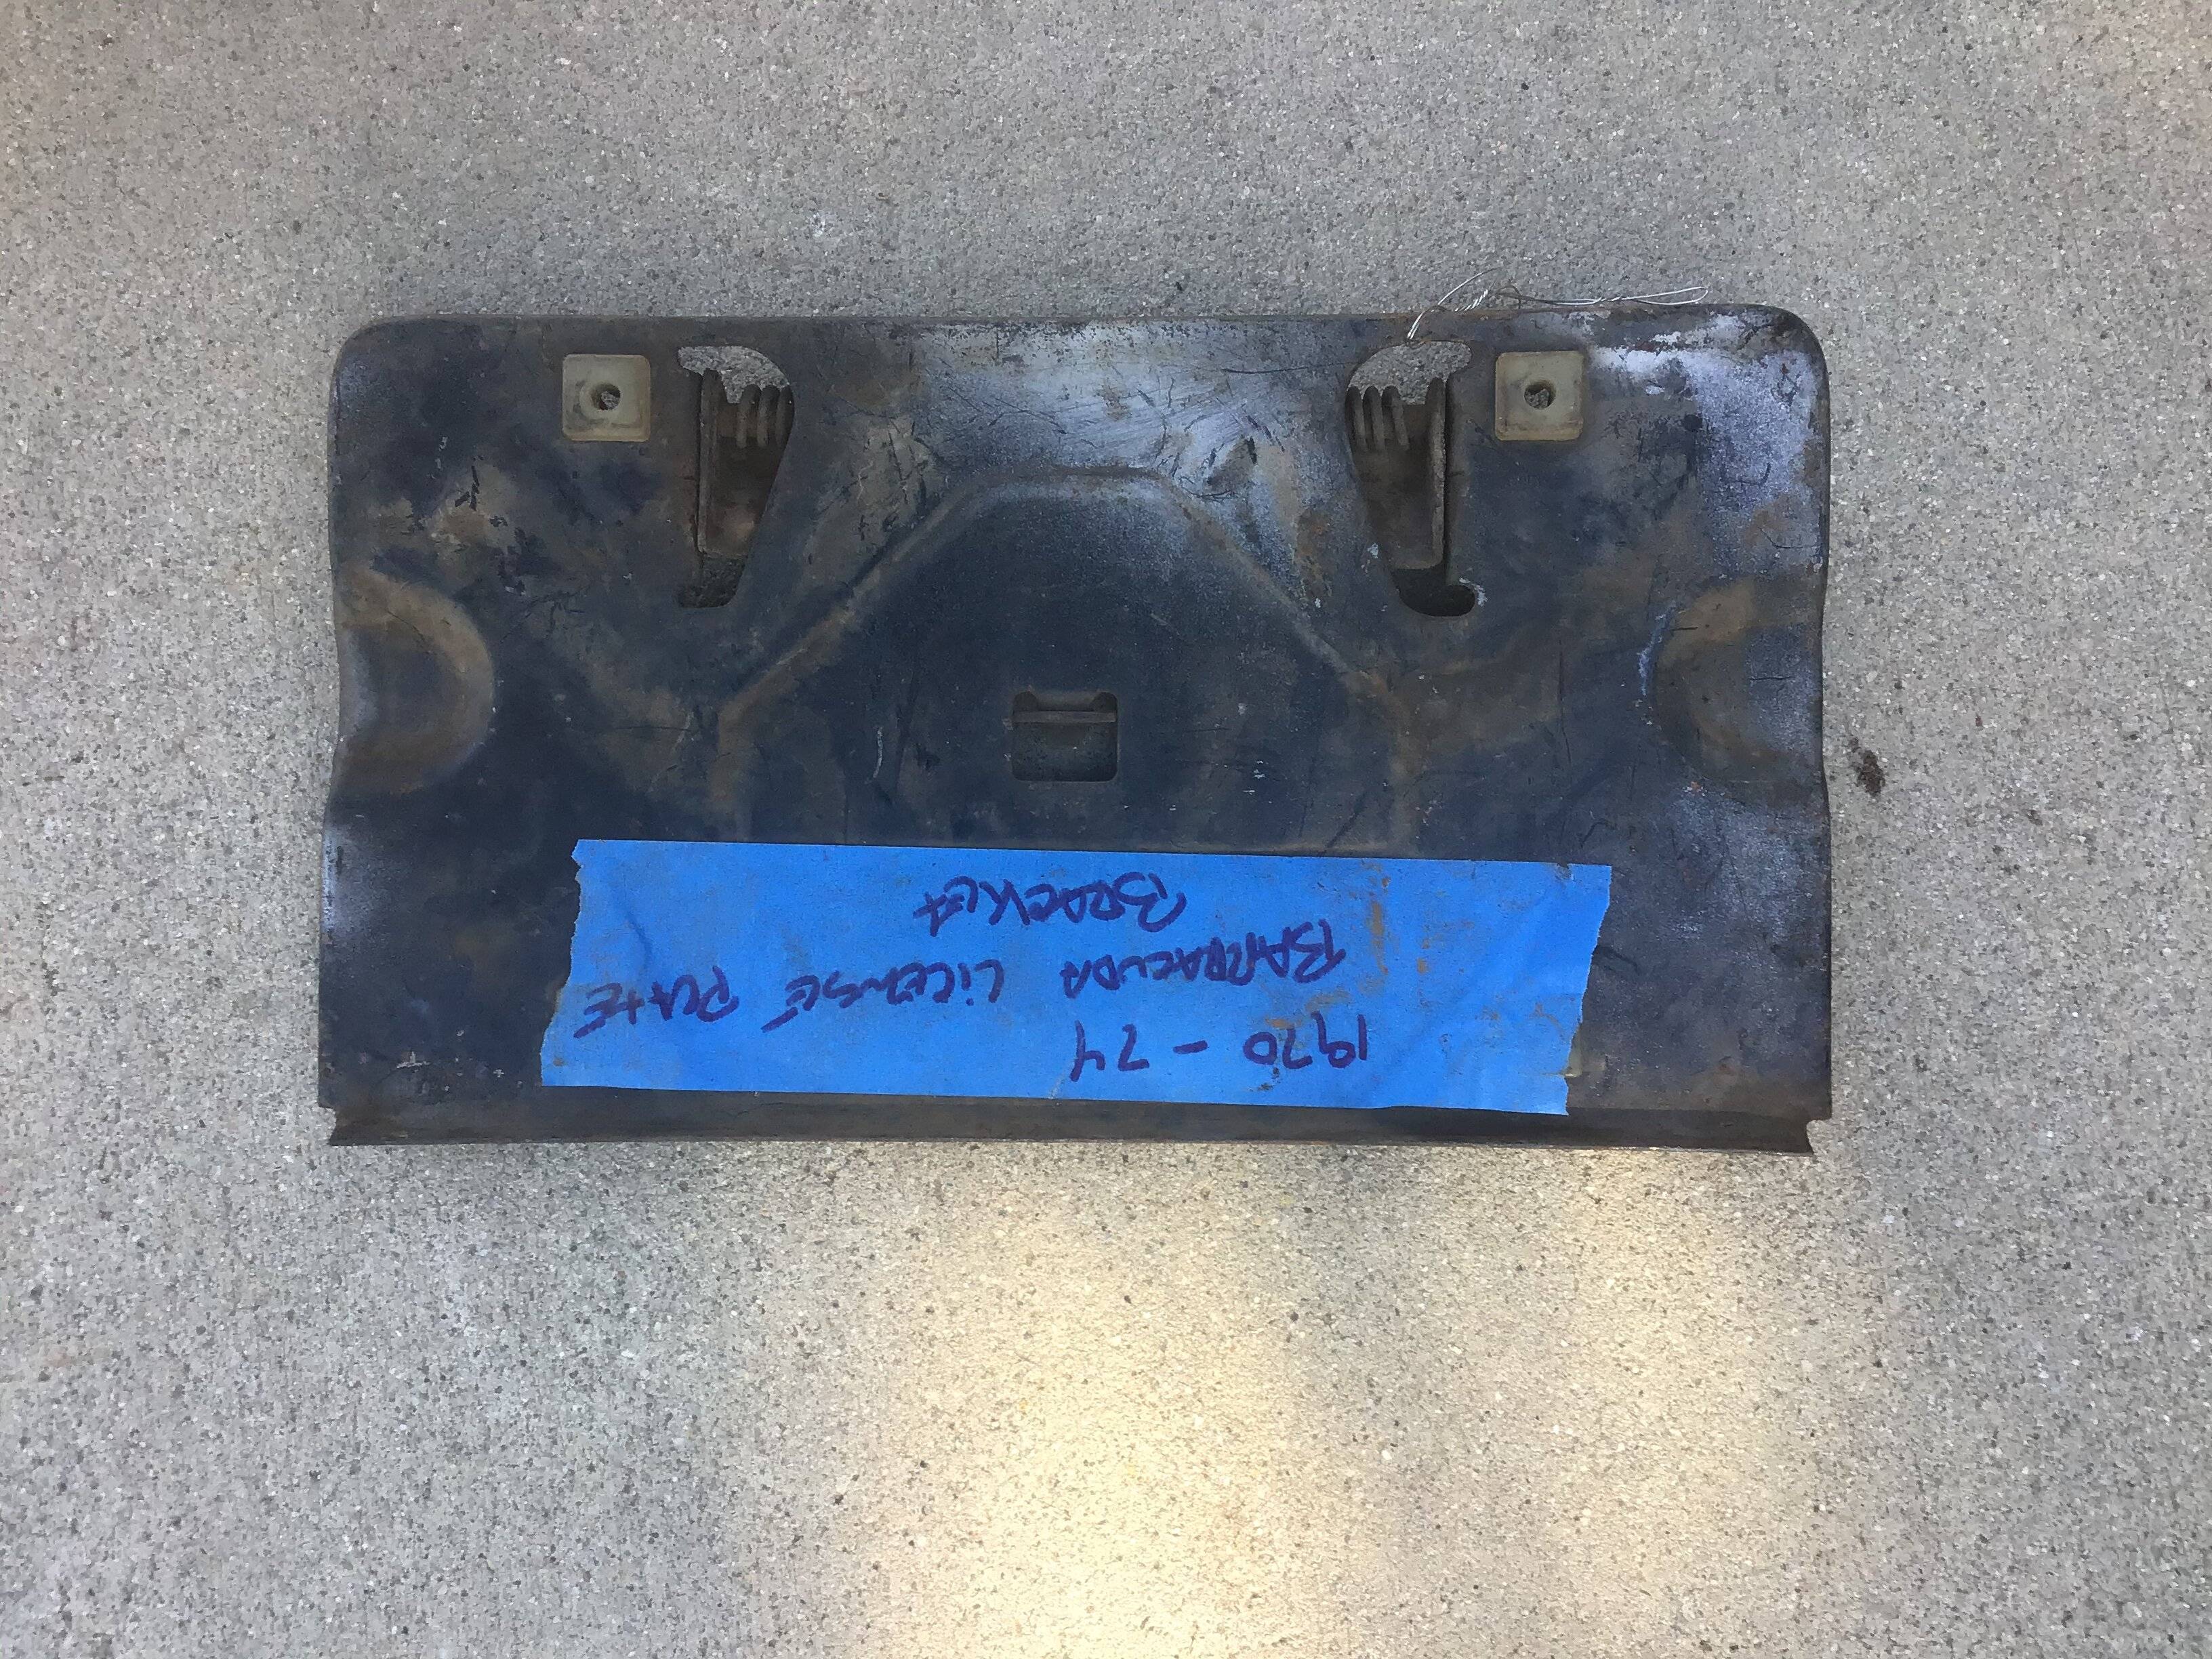 1970 - 74
BARRACUDA LICENSE PLATE
BRACKET